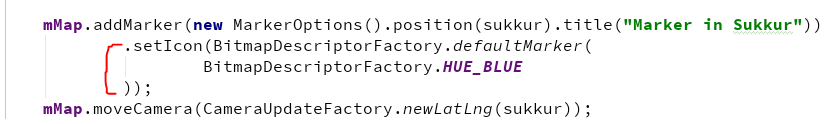 mMap.addMarker(new MarkerOptions().position(sukkur).title("Marker in Sukkur"))
.setIcon(BitmapDescriptorFactory.defaultMarker(
BitmapDescriptorFactory.HUE_BLUE
));
mMap.moveCamera(CameraUpdateFactory.newLatLng(sukkur));